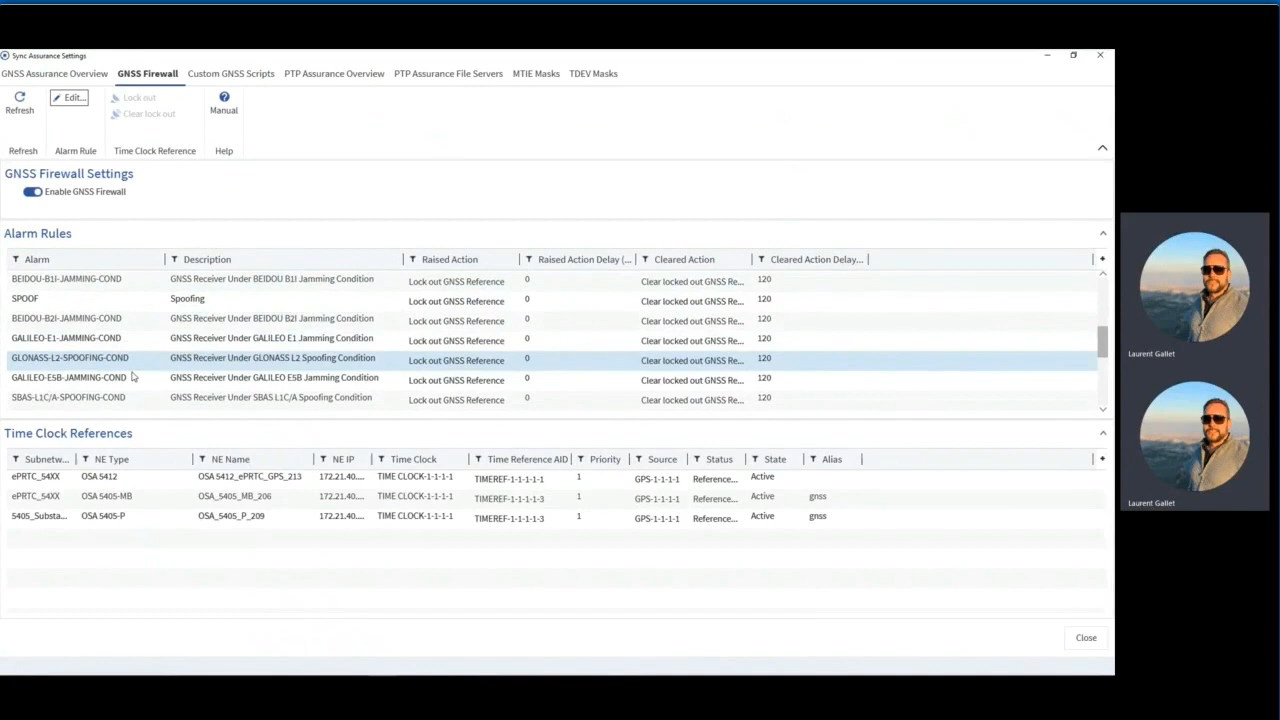 Sync Assurance Settings
GNSS Assurance Overview GNSS Firewall Custom GNSS Scripts PTP Assurance Overview PTP Assurance File Servers MTIE Masks TDEV Masks
Refresh Edit... Lock out Clear lock out Manual
Refresh Alarm Rule Time Clock Reference Help
GNSS Firewall Settings
Enable GNSS Firewall
Alarm Rules
Alarm Description Raised Action Raised Action Delay (... Cleared Action Cleared Action Delay...
BEIDOU-B1I-JAMMING-COND GNSS Receiver Under BEIDOU B1I Jamming Condition Lock out GNSS Reference 0 Clear locked out GNSS Re... 120
SPOOF Spoofing Lock out GNSS Reference 0 Clear locked out GNSS Re... 120
BEIDOU-B2I-JAMMING-COND GNSS Receiver Under BEIDOU B2I Jamming Condition Lock out GNSS Reference 0 Clear locked out GNSS Re... 120
GALILEO-E1-JAMMING-COND GNSS Receiver Under GALILEO E1 Jamming Condition Lock out GNSS Reference 0 Clear locked out GNSS Re... 120
GLONASS-L2-SPOOFING-COND GNSS Receiver Under GLONASS L2 Spoofing Condition Lock out GNSS Reference 0 Clear locked out GNSS Re... 120
GALILEO-E5B-JAMMING-COND GNSS Receiver Under GALILEO E5B Jamming Condition Lock out GNSS Reference 0 Clear locked out GNSS Re... 120
SBAS-L1C/A-SPOOFING-COND GNSS Receiver Under SBAS L1C/A Spoofing Condition Lock out GNSS Reference 0 Clear locked out GNSS Re... 120
Time Clock References
Subnetw... NE Type NE Name NE IP Time Clock Time Reference AID Priority Source Status State Alias
ePRTC_54XX OSA 5412 OSA 5412_ePRTC_GPS_213 172.21.40.... TIME CLOCK-1-1-1-1 TIMEREF-1-1-1-1-1 1 GPS-1-1-1-1 Reference... Active
ePRTC_54XX OSA 5405-MB OSA_5405_MB_206 172.21.40.... TIME CLOCK-1-1-1-1 TIMEREF-1-1-1-1-3 1 GPS-1-1-1-1 Reference... Active gnss
5405_Substa... OSA 5405-P OSA_5405_P_209 172.21.40.... TIME CLOCK-1-1-1-1 TIMEREF-1-1-1-1-3 1 GPS-1-1-1-1 Reference... Active gnss
Close
Laurent Gallet
Laurent Gallet